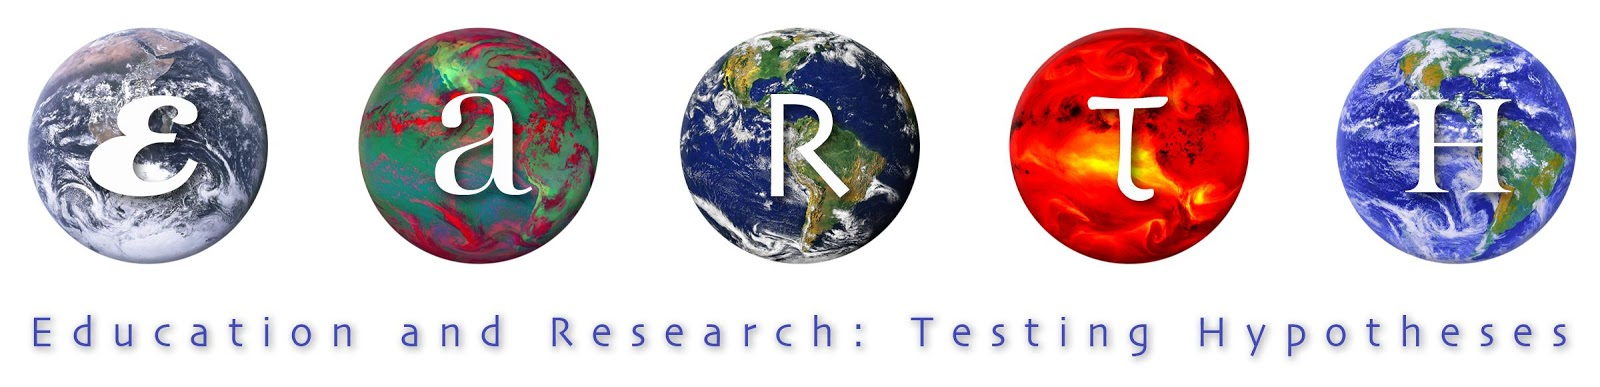 ε a R τ H
Education and Research: Testing Hypotheses